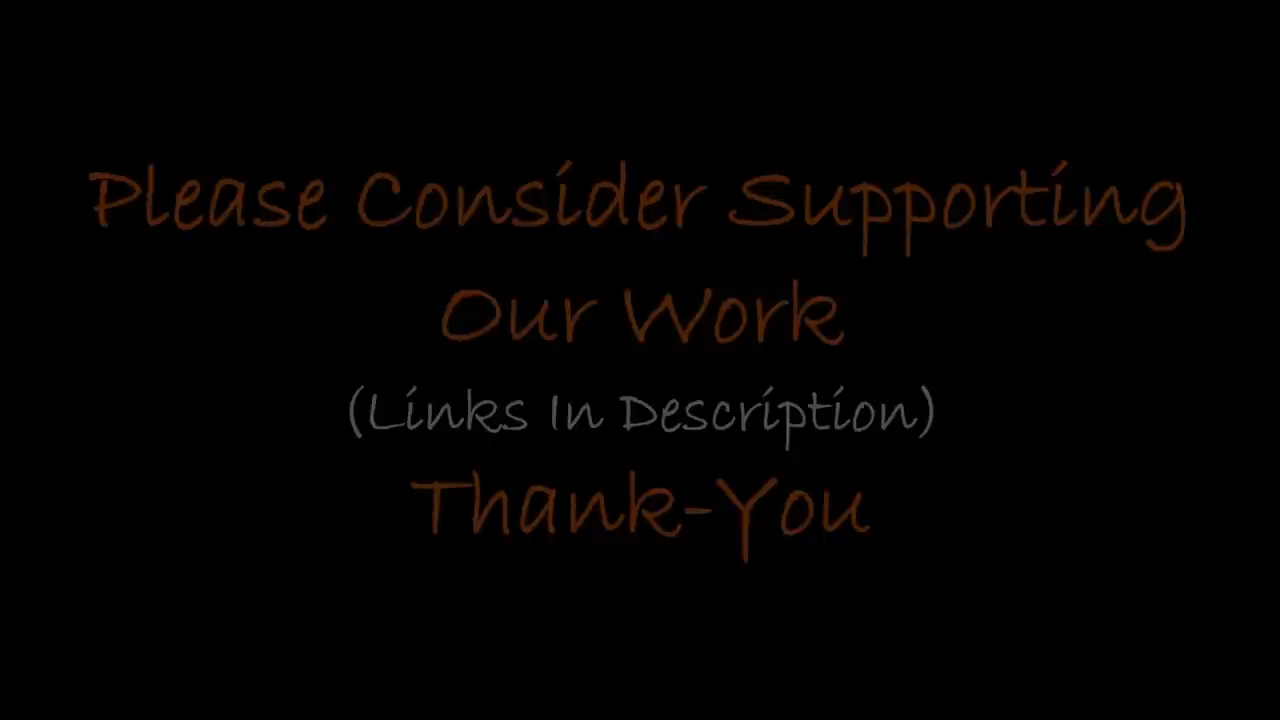 Please Consider Supporting
Our Work
(Links In Description)
Thank-You